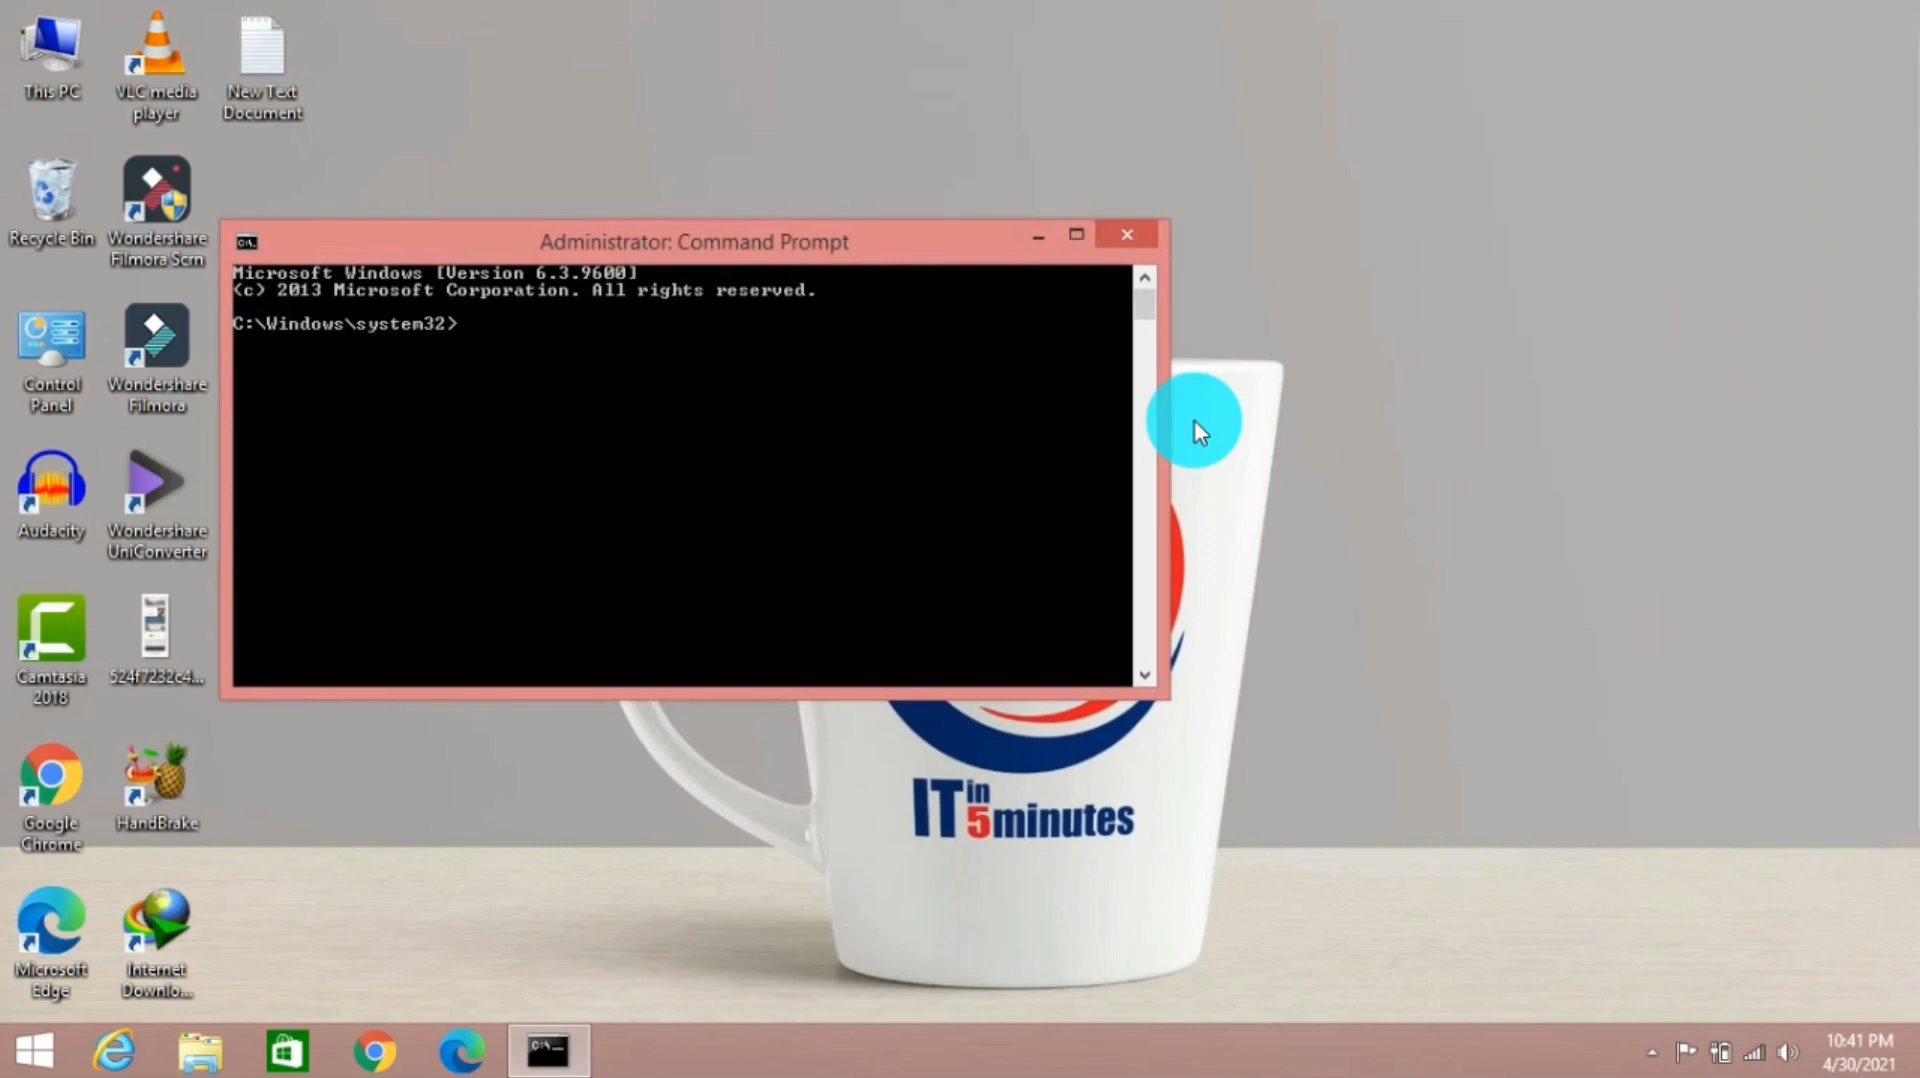 This PC
VLC media
player
New Text
Document
Recycle Bin
Wondershare
Filmora Scrn
Control
Panel
Wondershare
Filmora
Audacity
Wondershare
UniConverter
Camtasia
2018
524f7232c4...
Google
Chrome
HandBrake
Microsoft
Edge
Internet
Downlo...
Administrator: Command Prompt
C:\.
Microsoft Windows [Version 6.3.9600]
(c) 2013 Microsoft Corporation. All rights reserved.
C:\Windows\system32>
IT in
5minutes
C:\_
10:41 PM
4/30/2021